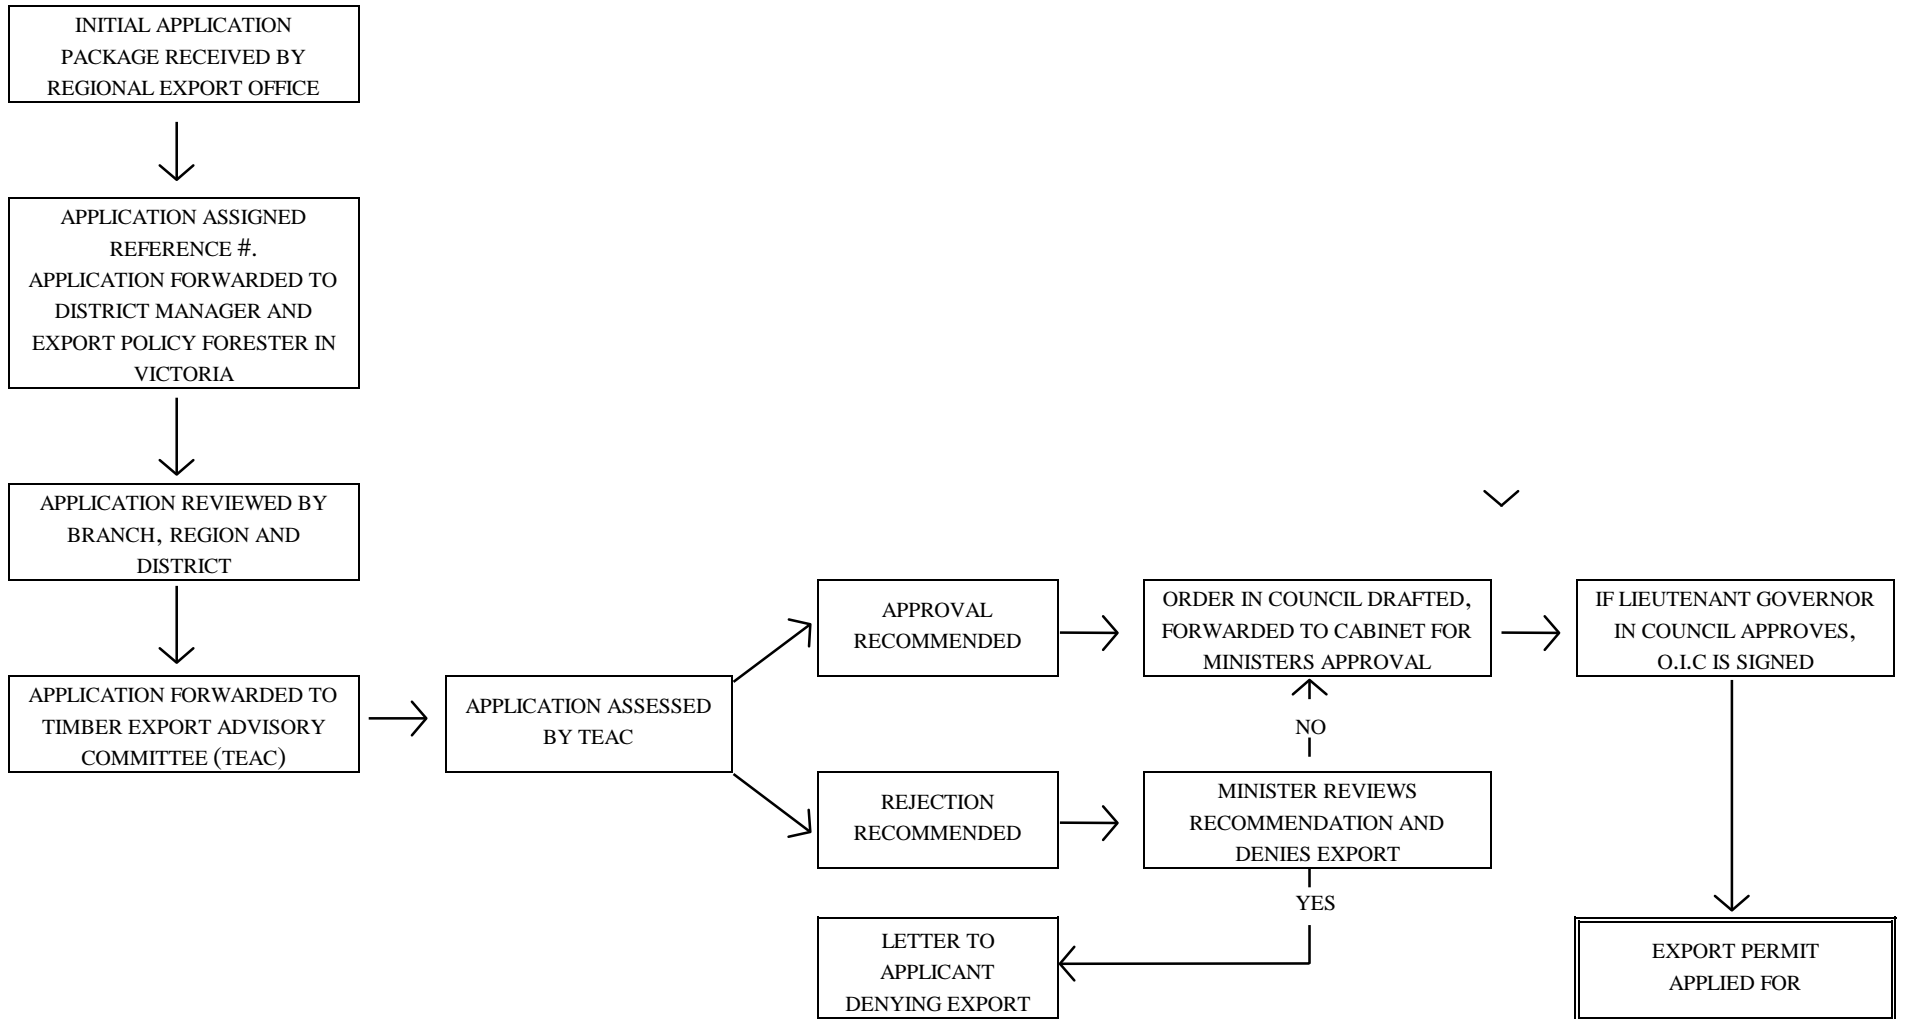 INITIAL APPLICATION
PACKAGE RECEIVED BY
REGIONAL EXPORT OFFICE
APPLICATION ASSIGNED
REFERENCE #.
APPLICATION FORWARDED TO
DISTRICT MANAGER AND
EXPORT POLICY FORESTER IN
VICTORIA
APPLICATION REVIEWED BY
BRANCH, REGION AND
DISTRICT
APPLICATION FORWARDED TO
TIMBER EXPORT ADVISORY
COMMITTEE (TEAC)
APPLICATION ASSESSED
BY TEAC
APPROVAL
RECOMMENDED
ORDER IN COUNCIL DRAFTED,
FORWARDED TO CABINET FOR
MINISTERS APPROVAL
IF LIEUTENANT GOVERNOR
IN COUNCIL APPROVES,
O.I.C IS SIGNED
NO
REJECTION
RECOMMENDED
MINISTER REVIEWS
RECOMMENDATION AND
DENIES EXPORT
YES
LETTER TO
APPLICANT
DENYING EXPORT
EXPORT PERMIT
APPLIED FOR